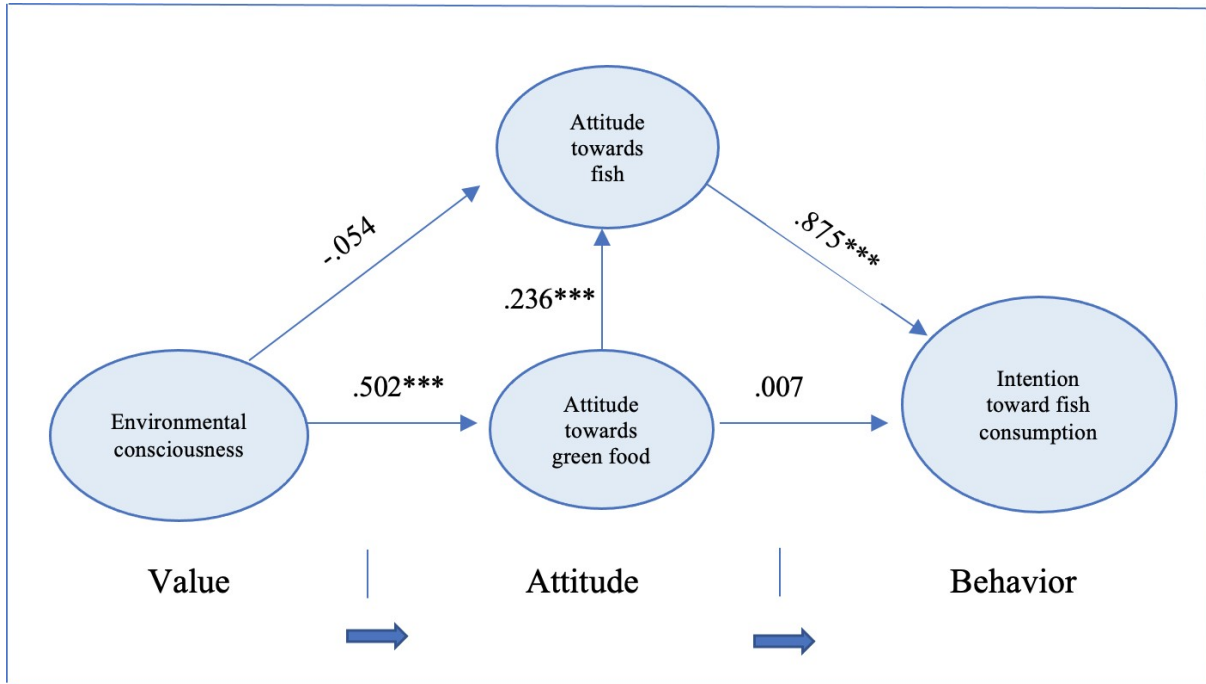 Attitude
towards
fish
-.054
.875***
.236***
Environmental
consciousness
.502***
Attitude
towards
green food
.007
Intention
toward fish
consumption
Value
Attitude
Behavior